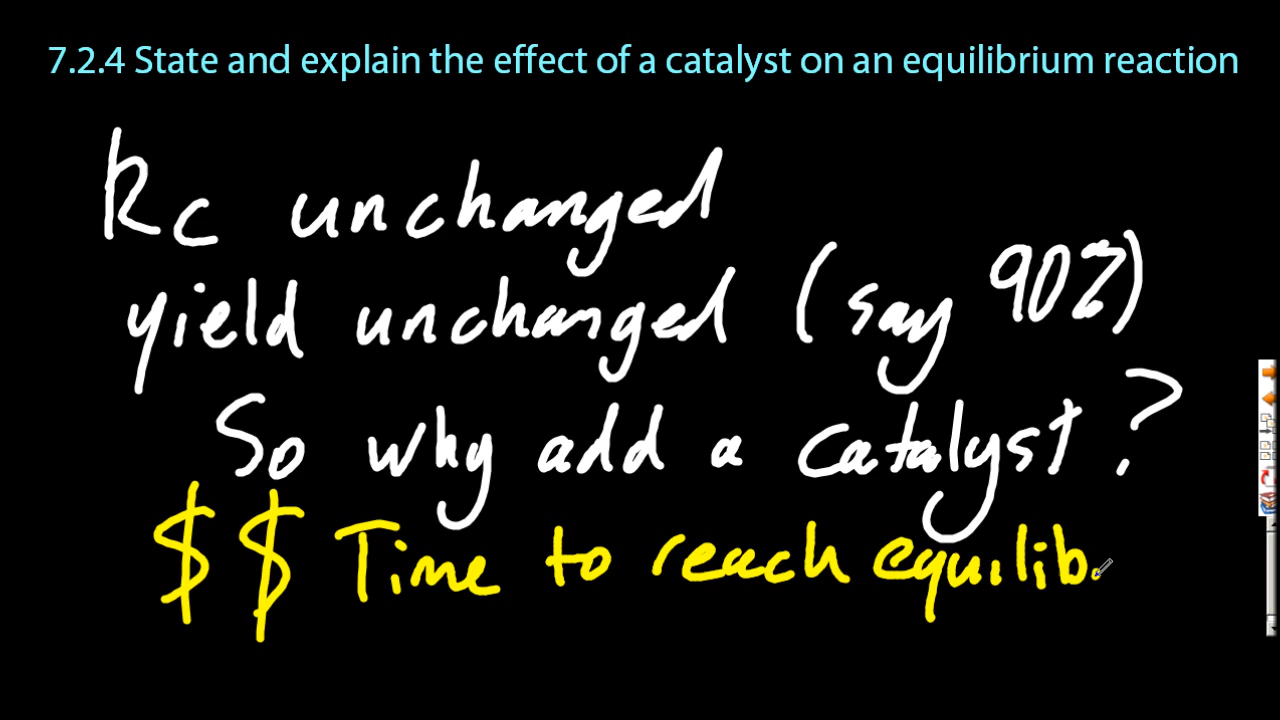 7.2.4 State and explain the effect of a catalyst on an equilibrium reaction
Kc unchanged
yield unchanged (say 90%)
So why add a catalyst?
$$ Time to reach equilib.